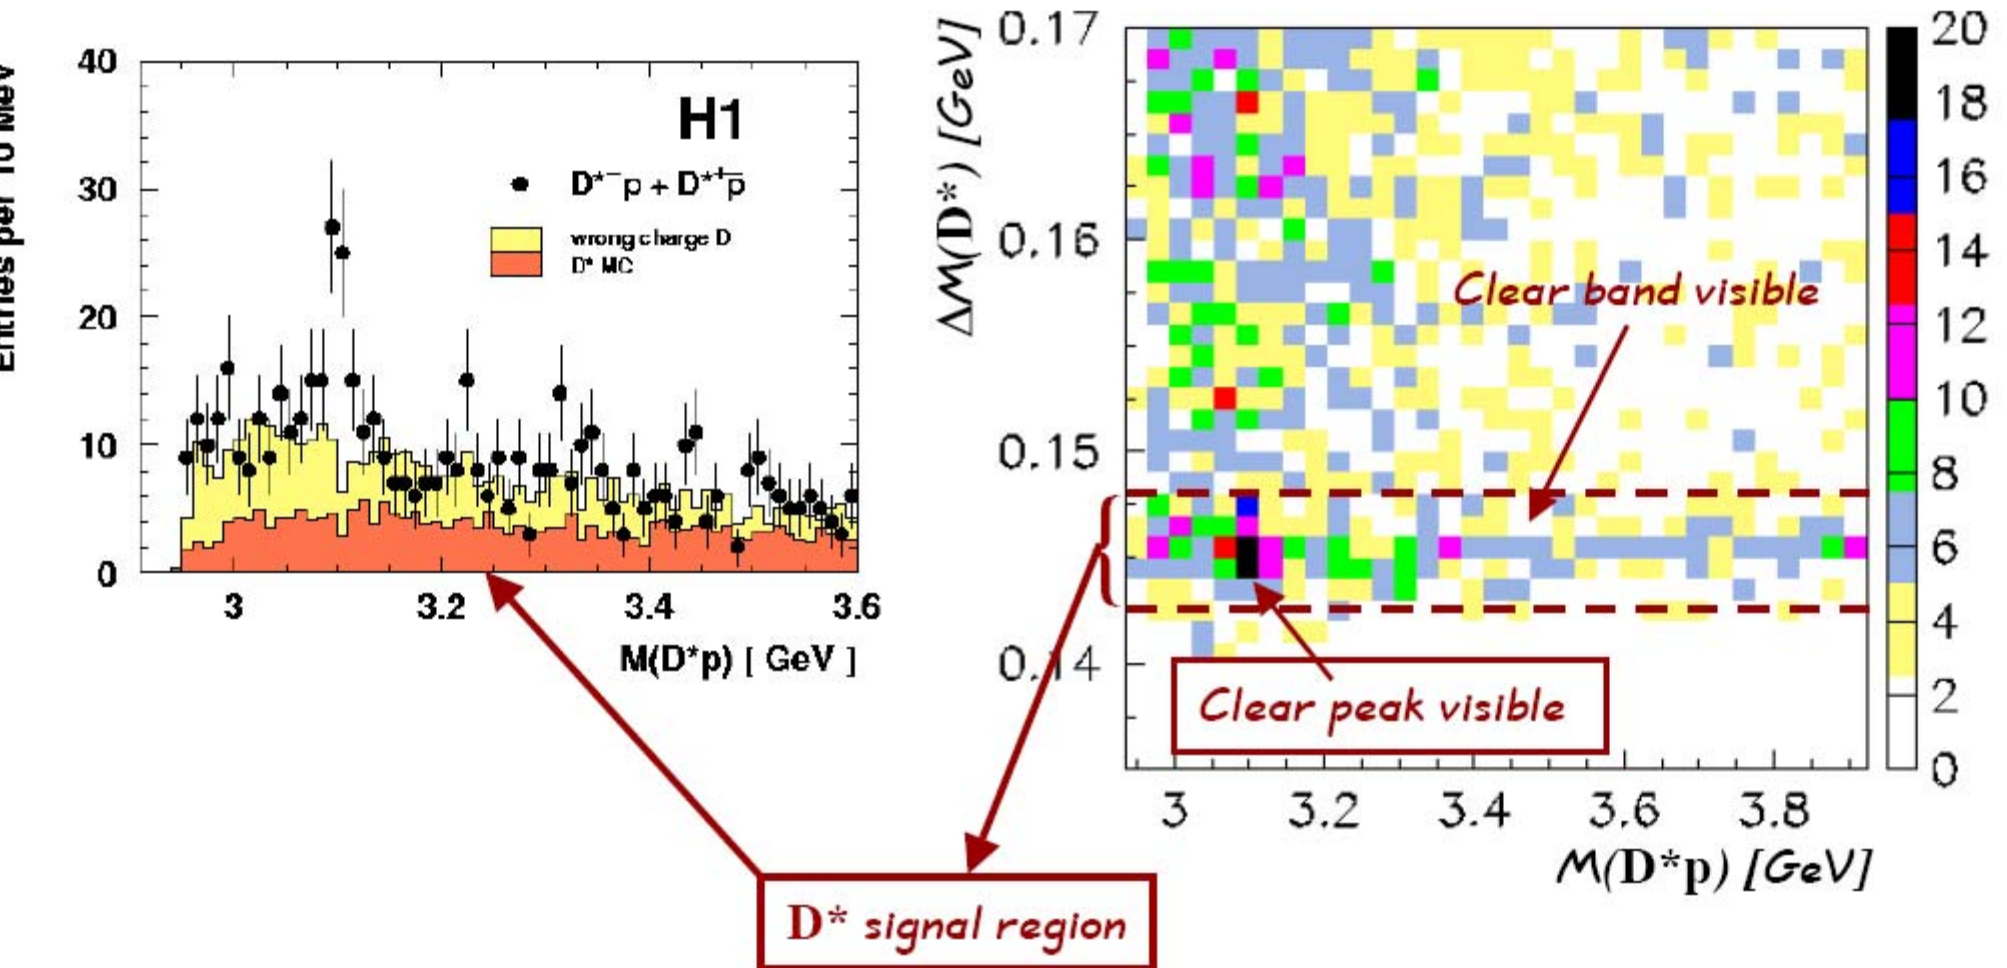 Entries per 10 MeV
40
30
20
10
0
H1
D*⁻p + D*⁺p̄
wrong charge D
D* MC
3 3.2 3.4 3.6
M(D*p) [ GeV ]
ΔM(D*) [GeV]
0.17
0.16
0.15
0.14
Clear band visible
Clear peak visible
3 3.2 3.4 3.6 3.8
M(D*p) [GeV]
20
18
16
14
12
10
8
6
4
2
0
D* signal region